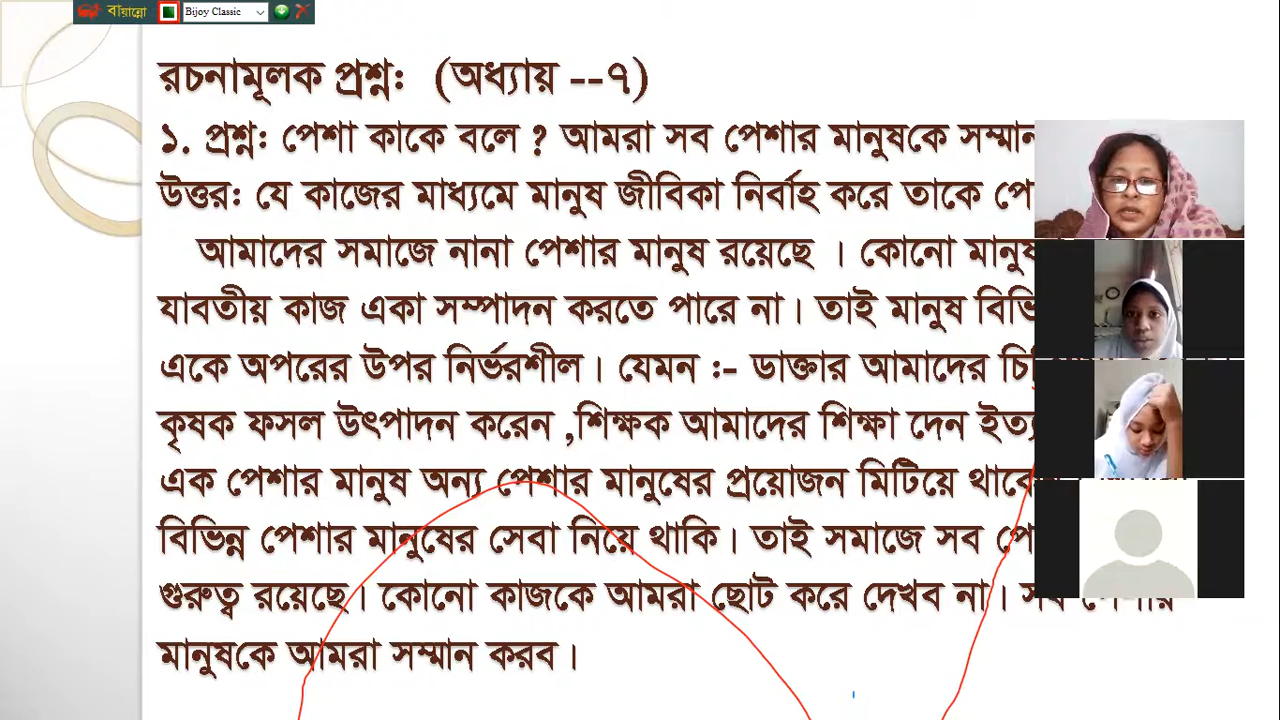 বায়ান্নো Bijoy Classic
রচনামূলক প্রশ্নঃ (অধ্যায় --৭)
১. প্রশ্নঃ পেশা কাকে বলে ? আমরা সব পেশার মানুষকে সম্মান
উত্তরঃ যে কাজের মাধ্যমে মানুষ জীবিকা নির্বাহ করে তাকে
আমাদের সমাজে নানা পেশার মানুষ রয়েছে । কোনো মানুষ
যাবতীয় কাজ একা সম্পাদন করতে পারে না। তাই মানুষ
একে অপরের উপর নির্ভরশীল। যেমন ঃ- ডাক্তার আমাদের
কৃষক ফসল উৎপাদন করেন ,শিক্ষক আমাদের শিক্ষা দেন
এক পেশার মানুষ অন্য পেশার মানুষের প্রয়োজন মিটিয়ে
বিভিন্ন পেশার মানুষের সেবা নিয়ে থাকি। তাই সমাজে সব
গুরুত্ব রয়েছে। কোনো কাজকে আমরা ছোট করে দেখব না। সব পেশার
মানুষকে আমরা সম্মান করব।